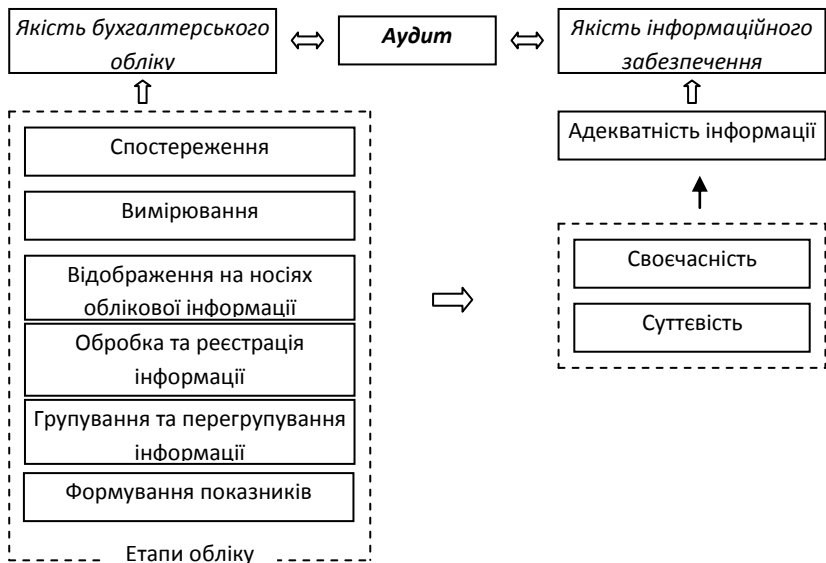 Якість бухгалтерського
обліку
Аудит
Якість інформаційного
забезпечення
Спостереження
Вимірювання
Відображення на носіях
облікової інформації
Обробка та реєстрація
інформації
Групування та перегрупування
інформації
Формування показників
Етапи обліку
Адекватність інформації
Своєчасність
Суттєвість